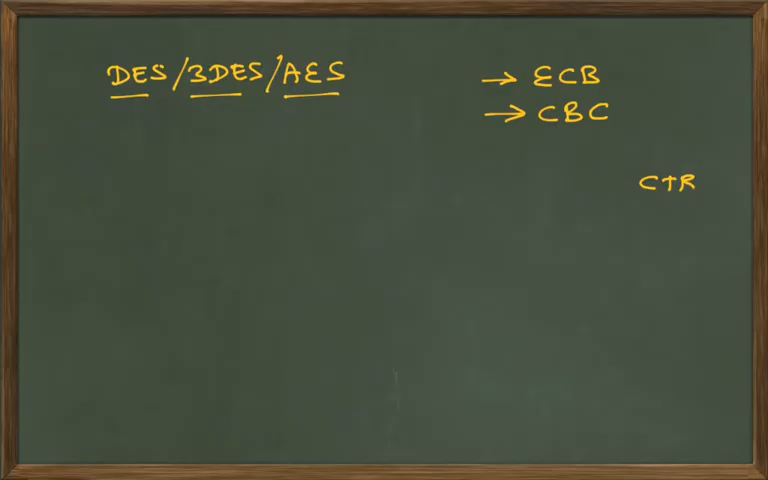 DES/3DES/AES
→ ECB
→ CBC
CTR